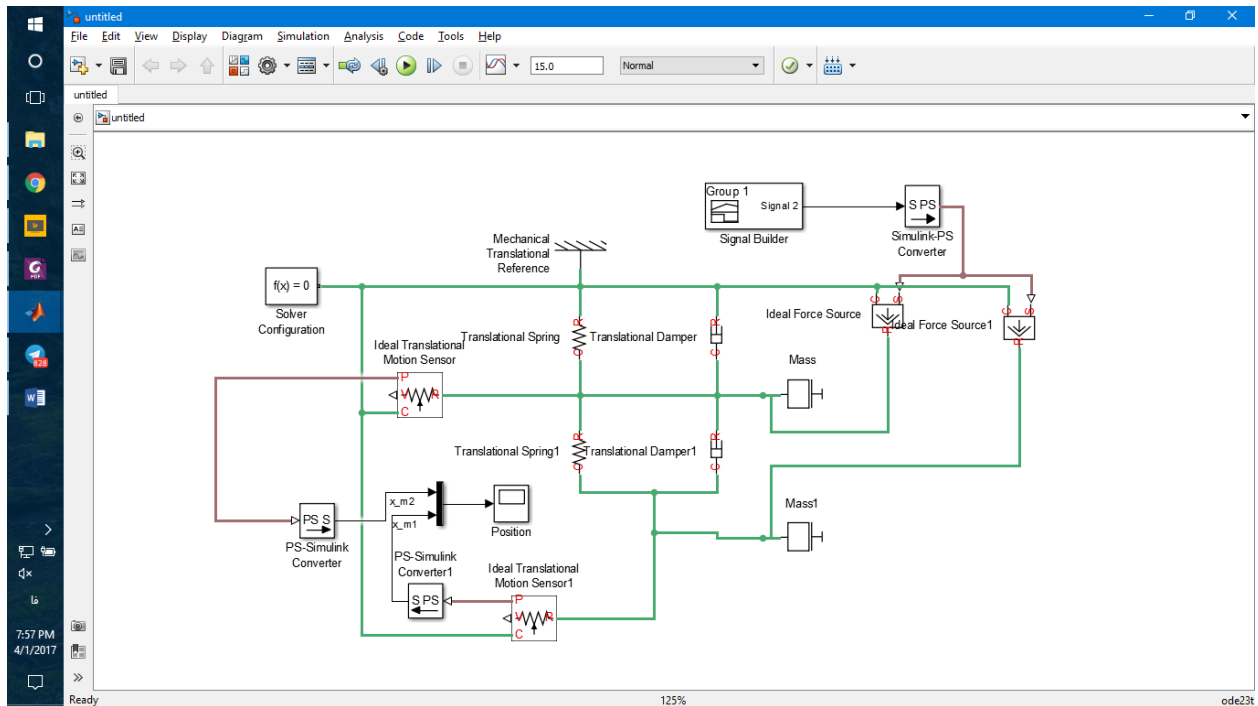 untitled
File Edit View Display Diagram Simulation Analysis Code Tools Help
15.0
Normal
untitled
untitled
Group 1
Signal 2
Signal Builder
S PS
Simulink-PS
Converter
Mechanical
Translational
Reference
f(x) = 0
Solver
Configuration
C
S
R
Ideal Force Source
C
S
R
Ideal Force Source1
R
C
Translational Spring
R
C
Translational Damper
Ideal Translational
Motion Sensor
P
V
R
C
Mass
R
C
Translational Spring1
R
C
Translational Damper1
PS S
PS-Simulink
Converter
x_m2
x_m1
Position
Mass1
PS-Simulink
Converter1
S PS
Ideal Translational
Motion Sensor1
P
V
R
C
828
فا
7:57 PM
4/1/2017
Ready
125%
ode23t